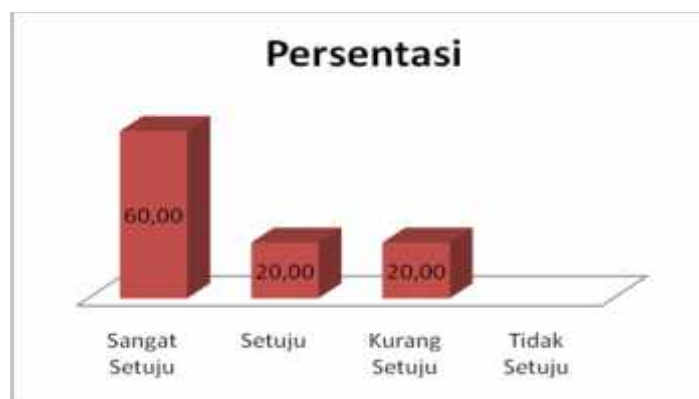 Persentasi
60,00
20,00
20,00
Sangat
Setuju
Setuju
Kurang
Setuju
Tidak
Setuju